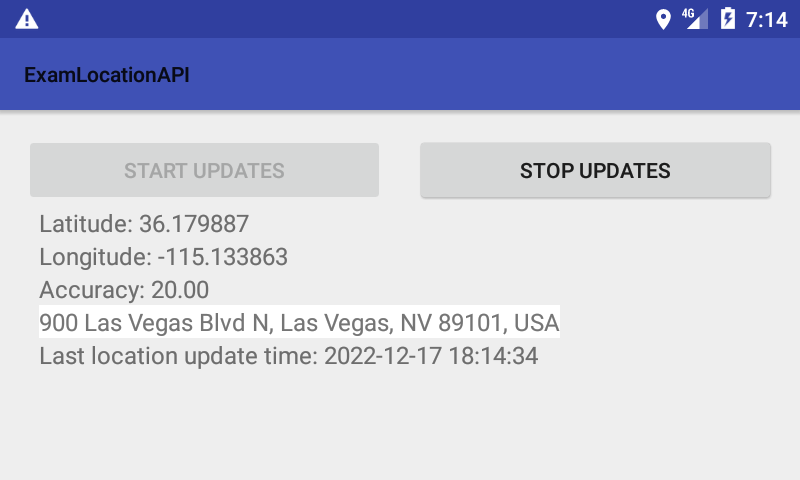 4G 7:14
ExamLocationAPI
START UPDATES STOP UPDATES
Latitude: 36.179887
Longitude: -115.133863
Accuracy: 20.00
900 Las Vegas Blvd N, Las Vegas, NV 89101, USA
Last location update time: 2022-12-17 18:14:34